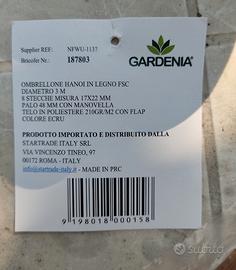 Supplier REF: NFWU-1137
Bricofer Nr.: 187803
GARDENIA®
OMBRELLONE HANOI IN LEGNO FSC
DIAMETRO 3 M
8 STECCHE MISURA 17X22 MM
PALO 48 MM CON MANOVELLA
TELO IN POLIESTERE 210GR/M2 CON FLAP
COLORE ECRU
PRODOTTO IMPORTATO E DISTRIBUITO DALLA
STARTRADE ITALY SRL
VIA VINCENZO TINEO, 97
00172 ROMA - ITALY
info@startrade-italy.it - MADE IN PRC
9 198018 000158
subito